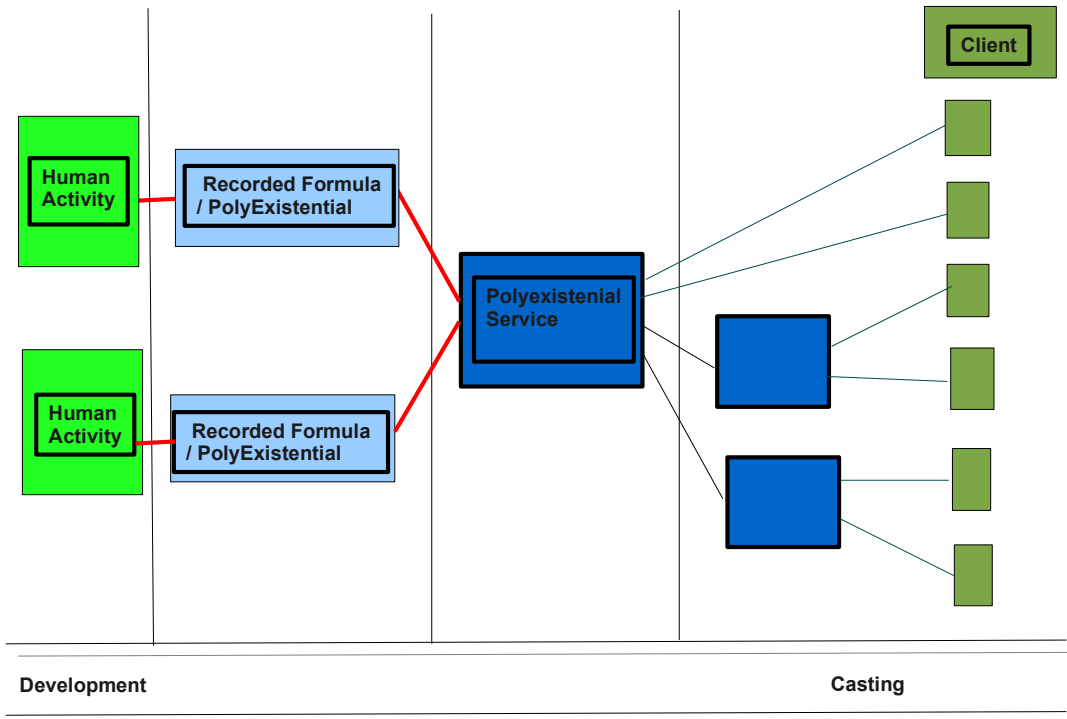 Client
Human
Activity
Recorded Formula
/ PolyExistential
Polyexistenial
Service
Human
Activity
Recorded Formula
/ PolyExistential
Development
Casting